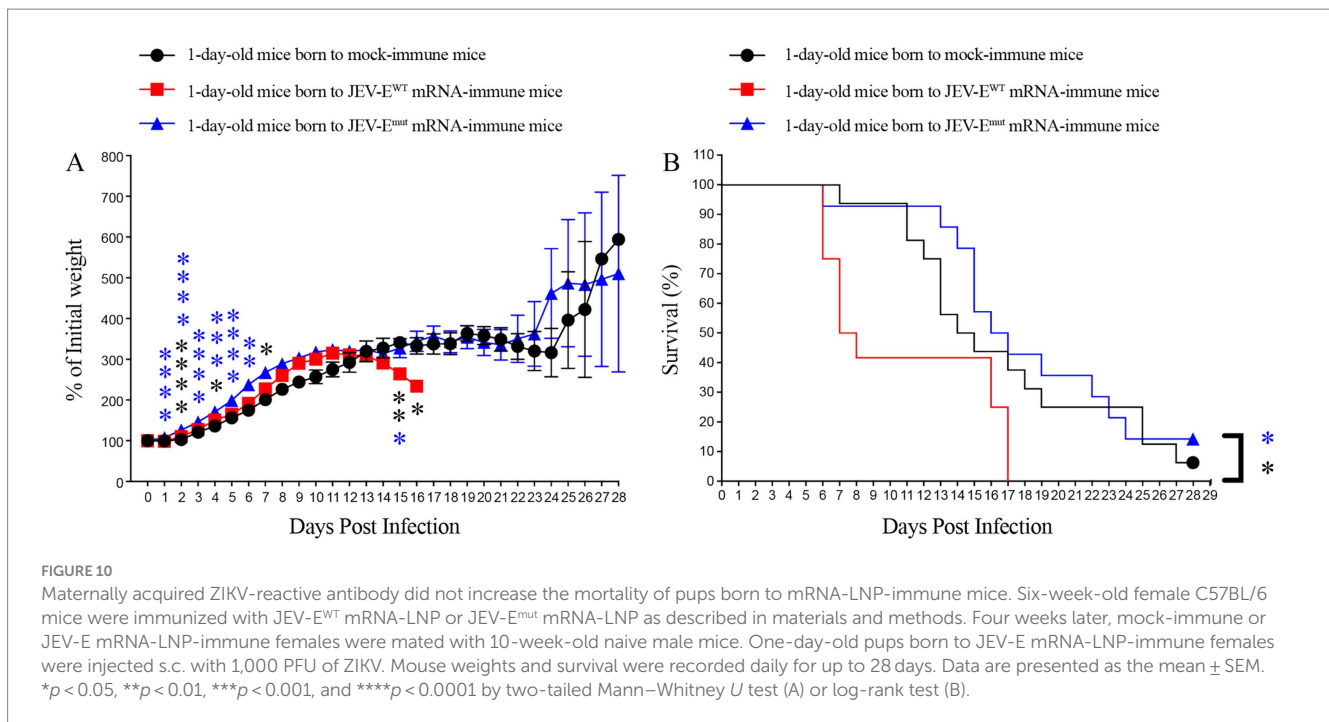 1-day-old mice born to mock-immune mice
1-day-old mice born to JEV-E^WT mRNA-immune mice
1-day-old mice born to JEV-E^mut mRNA-immune mice
1-day-old mice born to mock-immune mice
1-day-old mice born to JEV-E^WT mRNA-immune mice
1-day-old mice born to JEV-E^mut mRNA-immune mice
A
800
700
600
500
400
300
200
100
0
% of Initial weight
****
***
***
****
***
****
*
****
**
*
**
*
*
0 1 2 3 4 5 6 7 8 9 10 11 12 13 14 15 16 17 18 19 20 21 22 23 24 25 26 27 28
Days Post Infection
B
100
90
80
70
60
50
40
30
20
10
0
Survival (%)
*
*
0 1 2 3 4 5 6 7 8 9 10 11 12 13 14 15 16 17 18 19 20 21 22 23 24 25 26 27 28 29
Days Post Infection
FIGURE 10
Maternally acquired ZIKV-reactive antibody did not increase the mortality of pups born to mRNA-LNP-immune mice. Six-week-old female C57BL/6
mice were immunized with JEV-E^WT mRNA-LNP or JEV-E^mut mRNA-LNP as described in materials and methods. Four weeks later, mock-immune or
JEV-E mRNA-LNP-immune females were mated with 10-week-old naive male mice. One-day-old pups born to JEV-E mRNA-LNP-immune females
were injected s.c. with 1,000 PFU of ZIKV. Mouse weights and survival were recorded daily for up to 28 days. Data are presented as the mean ± SEM.
*p < 0.05, **p < 0.01, ***p < 0.001, and ****p < 0.0001 by two-tailed Mann–Whitney U test (A) or log-rank test (B).